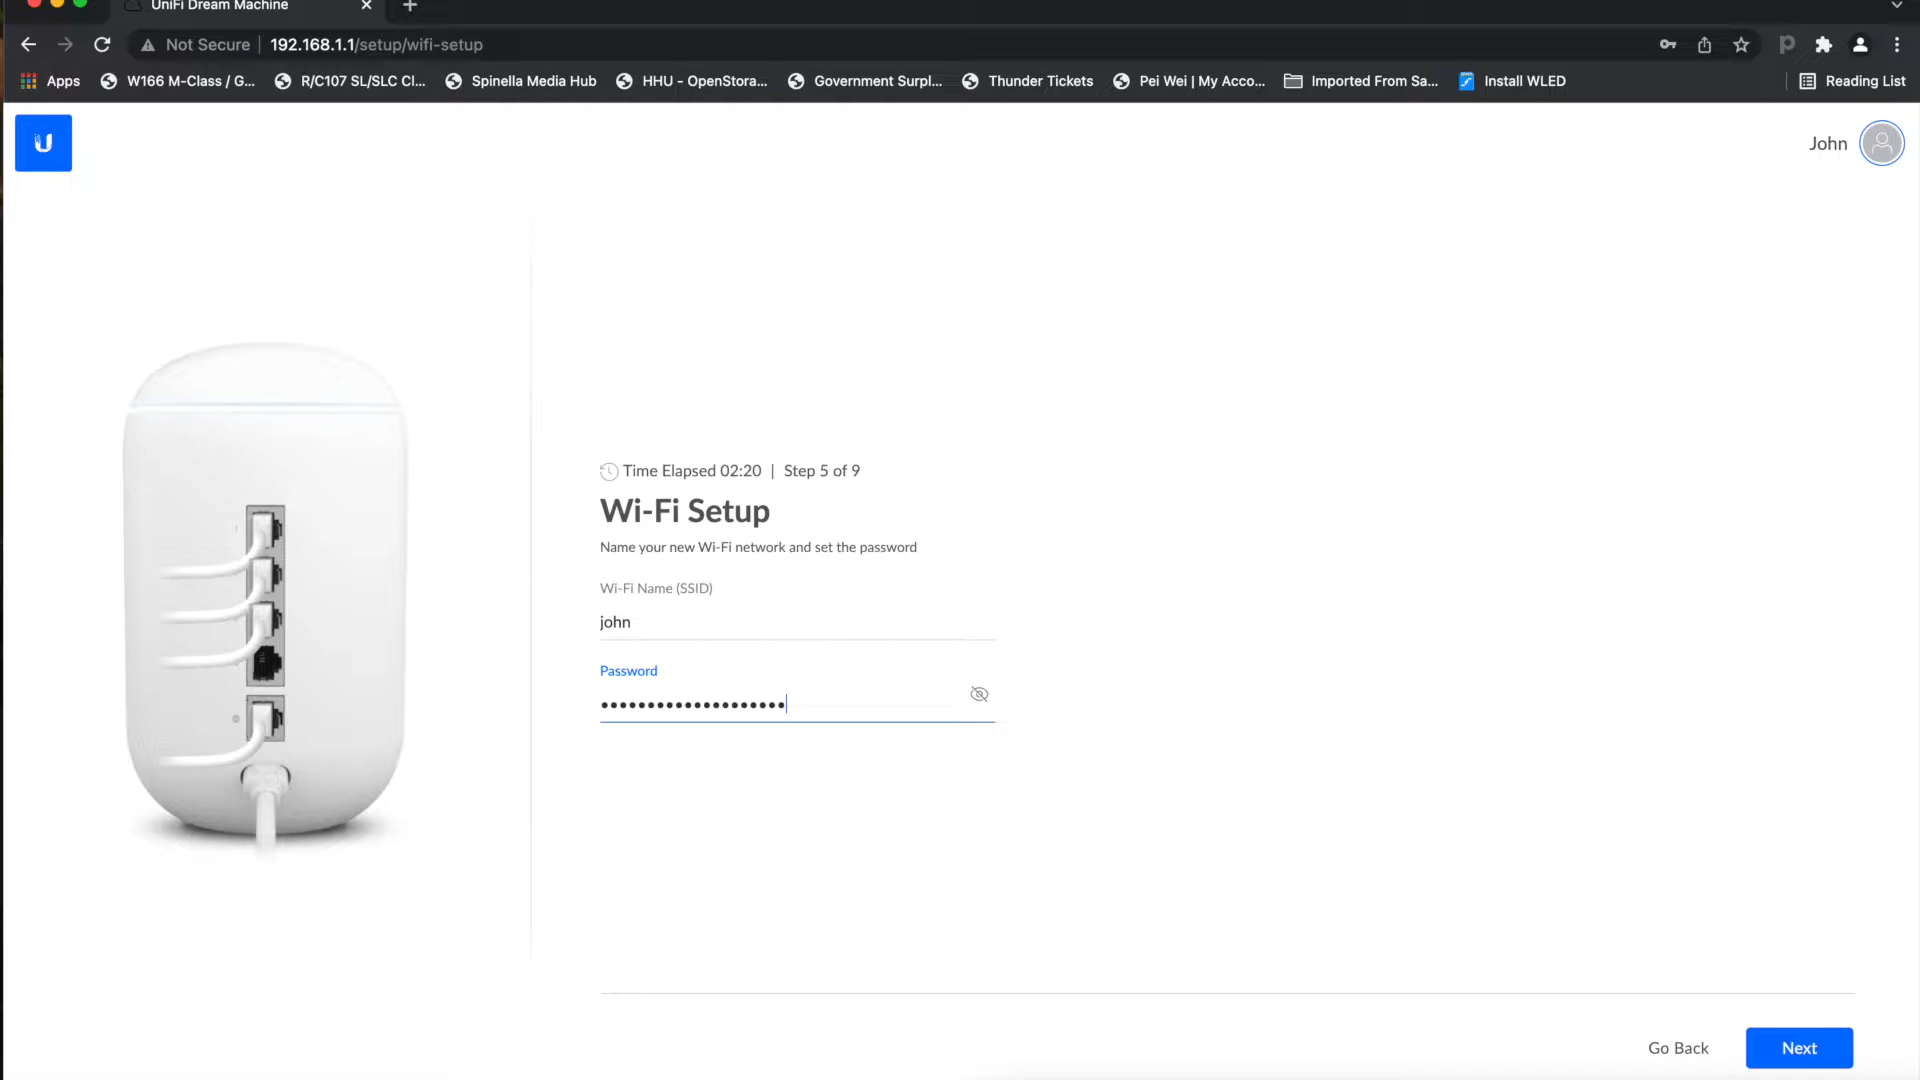 UniFi Dream Machine
Not Secure 192.168.1.1/setup/wifi-setup
Apps W166 M-Class / G... R/C107 SL/SLC Cl... Spinella Media Hub HHU - OpenStora... Government Surpl... Thunder Tickets Pei Wei | My Acco... Imported From Sa... Install WLED Reading List
John
Time Elapsed 02:20 | Step 5 of 9
Wi-Fi Setup
Name your new Wi-Fi network and set the password
Wi-Fi Name (SSID)
john
Password
••••••••••••••••••••
Go Back Next